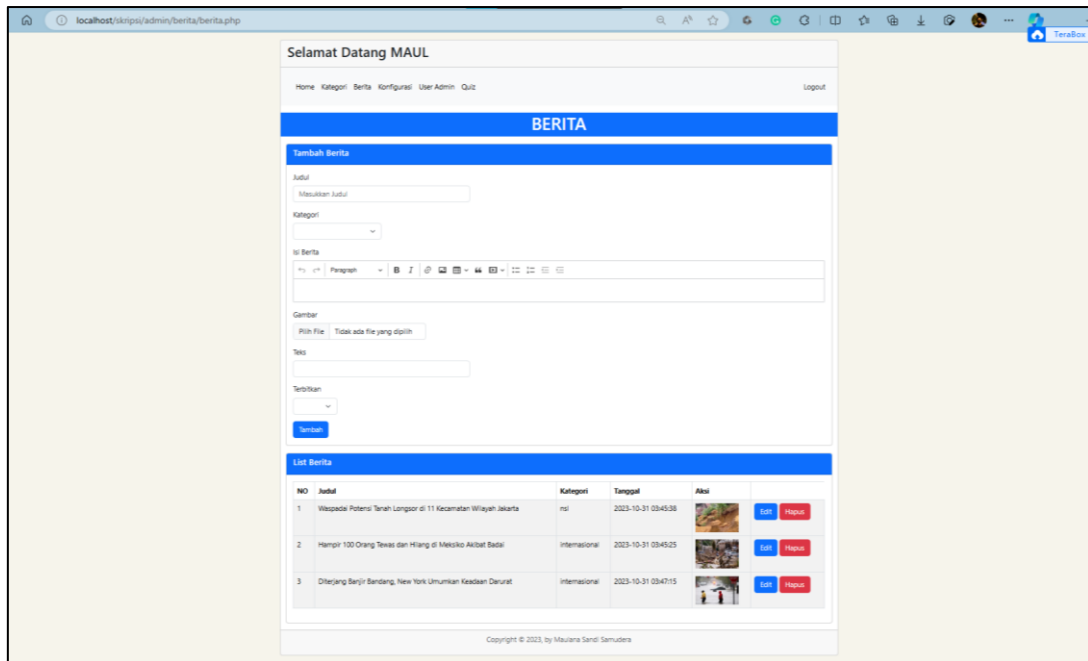 localhost/skripsi/admin/berita/berita.php
TeraBox
Selamat Datang MAUL
Home Kategori Berita Konfigurasi User Admin Quiz Logout
BERITA
Tambah Berita
Judul
Masukkan Judul
Kategori
Isi Berita
Paragraph
Gambar
Pilih File Tidak ada file yang dipilih
Teks
Terbitkan
Tambah
List Berita
NO Judul Kategori Tanggal Aksi
1 Waspadai Potensi Tanah Longsor di 11 Kecamatan Wilayah Jakarta 2023-10-31 03:45:38 Edit Hapus
2 Hampir 100 Orang Tewas dan Hilang di Meksiko Akibat Badai internasional 2023-10-31 03:45:25 Edit Hapus
3 Diterjang Banjir Bandang, New York Umumkan Keadaan Darurat internasional 2023-10-31 03:47:15 Edit Hapus
Copyright © 2023, by Maulana Sandi Samudera